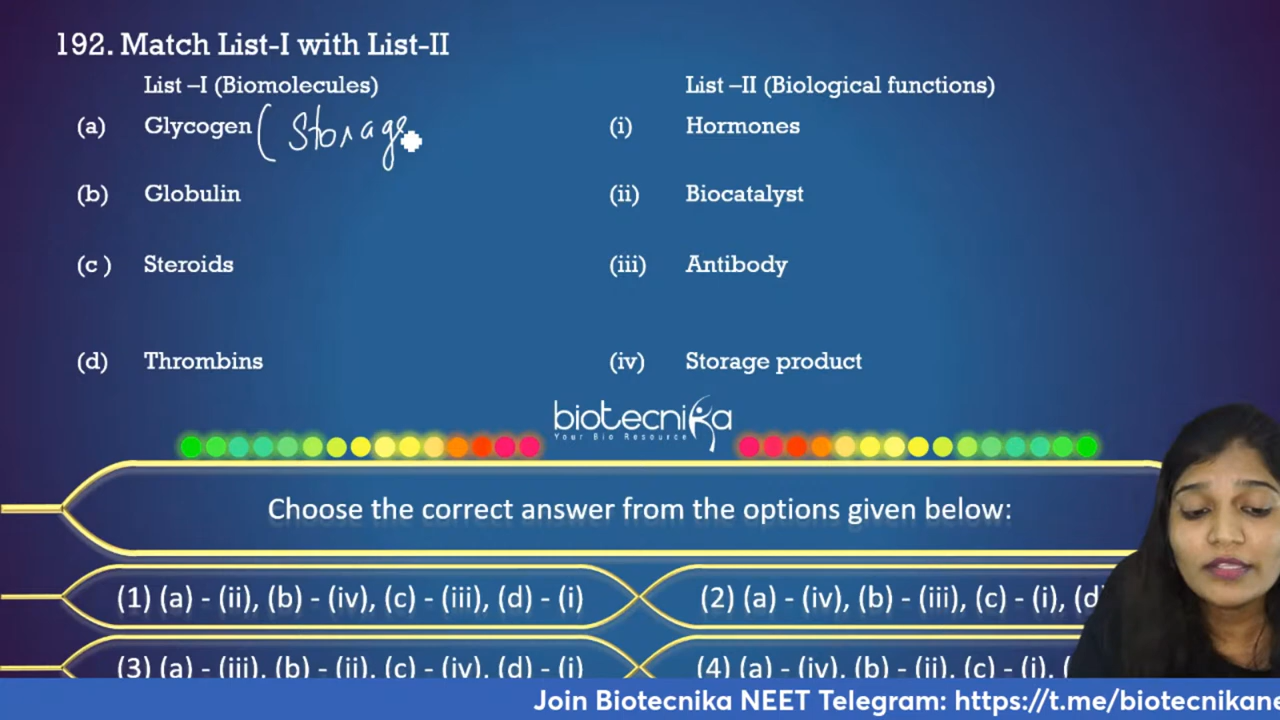 192. Match List-I with List-II
List –I (Biomolecules) List –II (Biological functions)
(a) Glycogen ( Storage (i) Hormones
(b) Globulin (ii) Biocatalyst
(c ) Steroids (iii) Antibody
(d) Thrombins (iv) Storage product
biotecnika
Your Bio Resource
Choose the correct answer from the options given below:
(1) (a) - (ii), (b) - (iv), (c) - (iii), (d) - (i) (2) (a) - (iv), (b) - (iii), (c) - (i), (d)
(3) (a) - (iii), (b) - (ii), (c) - (iv), (d) - (i) (4) (a) - (iv), (b) - (ii), (c) - (i), (
Join Biotecnika NEET Telegram: https://t.me/biotecnikane